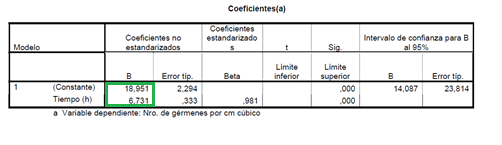 Coeficientes(a)
Modelo Coeficientes no estandarizados Coeficientes estandarizado s t Sig. Intervalo de confianza para B al 95%
B Error típ. Beta Límite inferior Límite superior B Error típ.
1 (Constante) 18,951 2,294 ,000 14,087 23,814
Tiempo (h) 6,731 ,333 ,981 ,000
a Variable dependiente: Nro. de gérmenes por cm cúbico